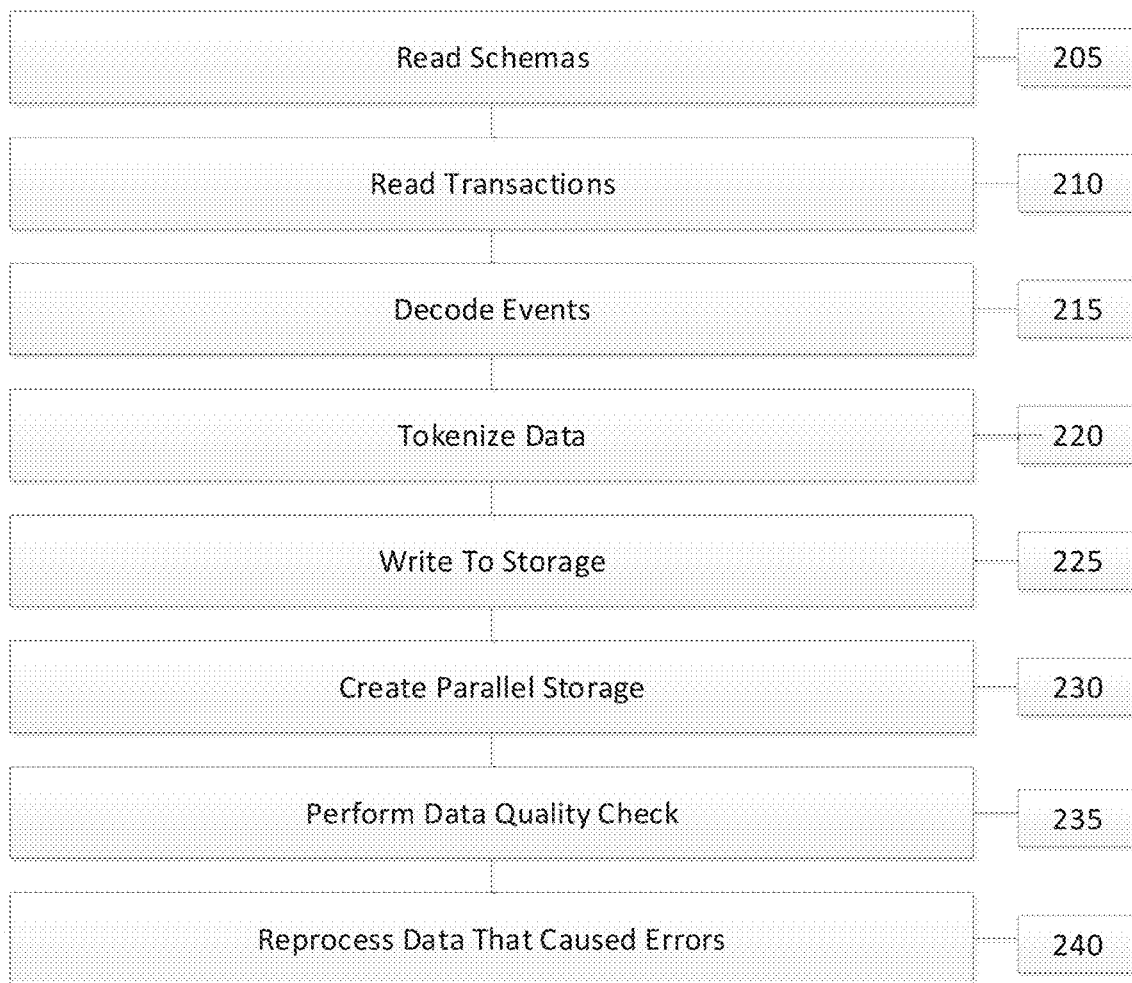 Read Schemas 205
Read Transactions 210
Decode Events 215
Tokenize Data 220
Write To Storage 225
Create Parallel Storage 230
Perform Data Quality Check 235
Reprocess Data That Caused Errors 240